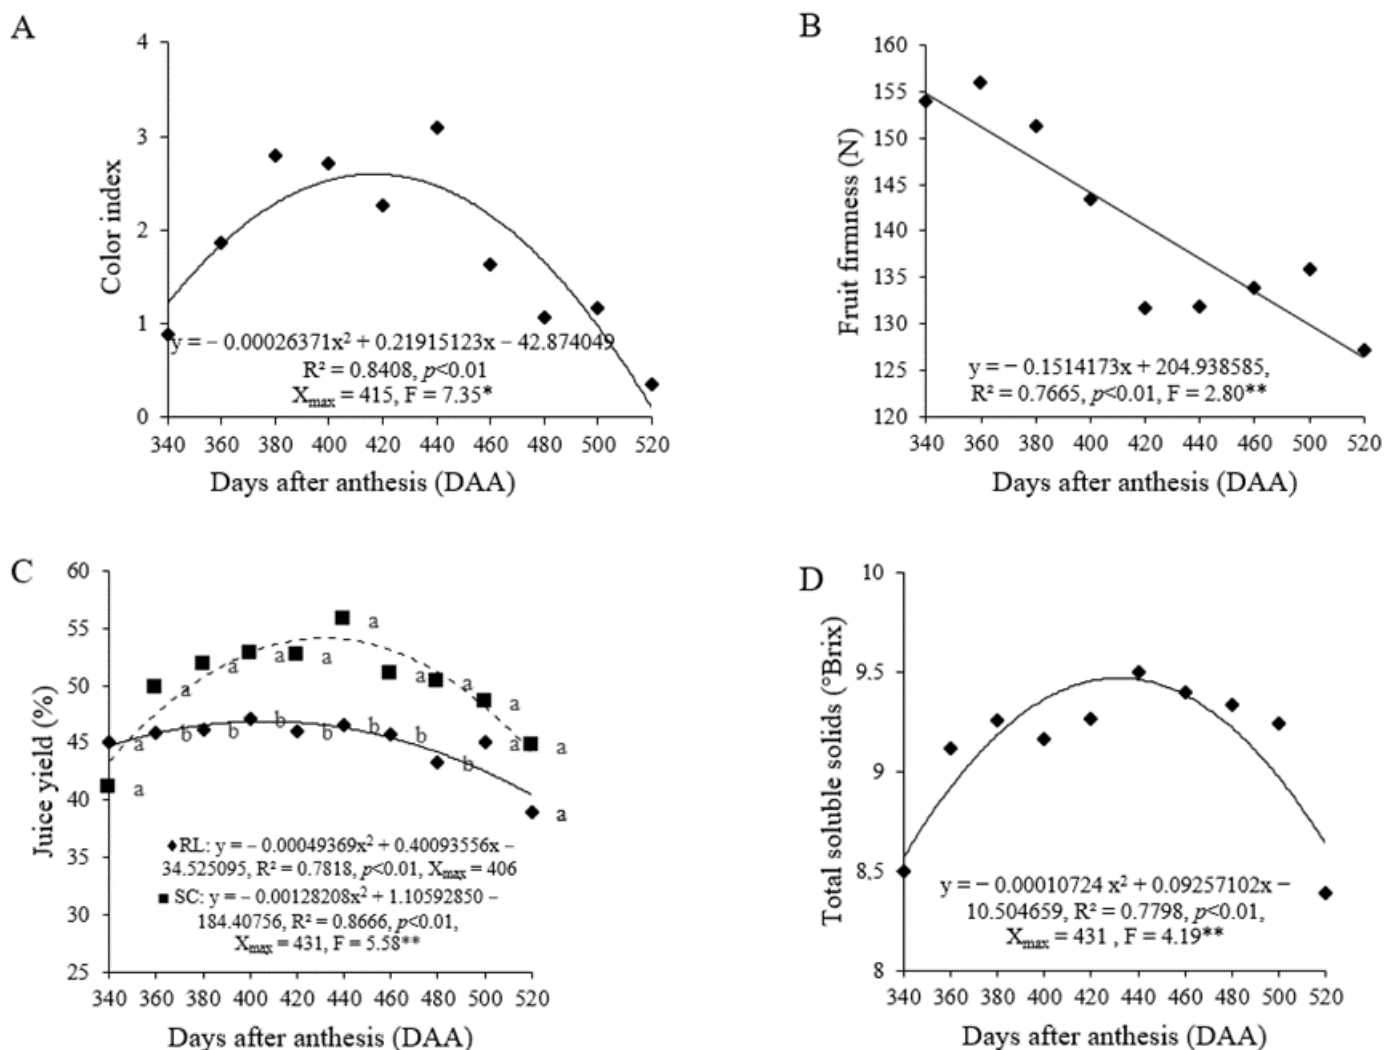 A
4
3
2
1
0
Color index
y = − 0.00026371x² + 0.21915123x − 42.874049
R² = 0.8408, p<0.01
Xmax = 415, F = 7.35*
340 360 380 400 420 440 460 480 500 520
Days after anthesis (DAA)
B
160
155
150
145
140
135
130
125
120
Fruit firmness (N)
y = − 0.1514173x + 204.938585,
R² = 0.7665, p<0.01, F = 2.80**
340 360 380 400 420 440 460 500 520
Days after anthesis (DAA)
C
60
55
50
45
40
35
30
25
Juice yield (%)
a a a a a a a a a a
a b b b b b b b a a
RL: y = − 0.00049369x² + 0.40093556x −
34.525095, R² = 0.7818, p<0.01, Xmax = 406
SC: y = − 0.00128208x² + 1.10592850 −
184.40756, R² = 0.8666, p<0.01,
Xmax = 431, F = 5.58**
340 360 380 400 420 440 460 480 500 520
Days after anthesis (DAA)
D
10
9.5
9
8.5
8
Total soluble solids (°Brix)
y = − 0.00010724 x² + 0.09257102x −
10.504659, R² = 0.7798, p<0.01,
Xmax = 431 , F = 4.19**
340 360 380 400 420 440 460 480 500 520
Days after anthesis (DAA)